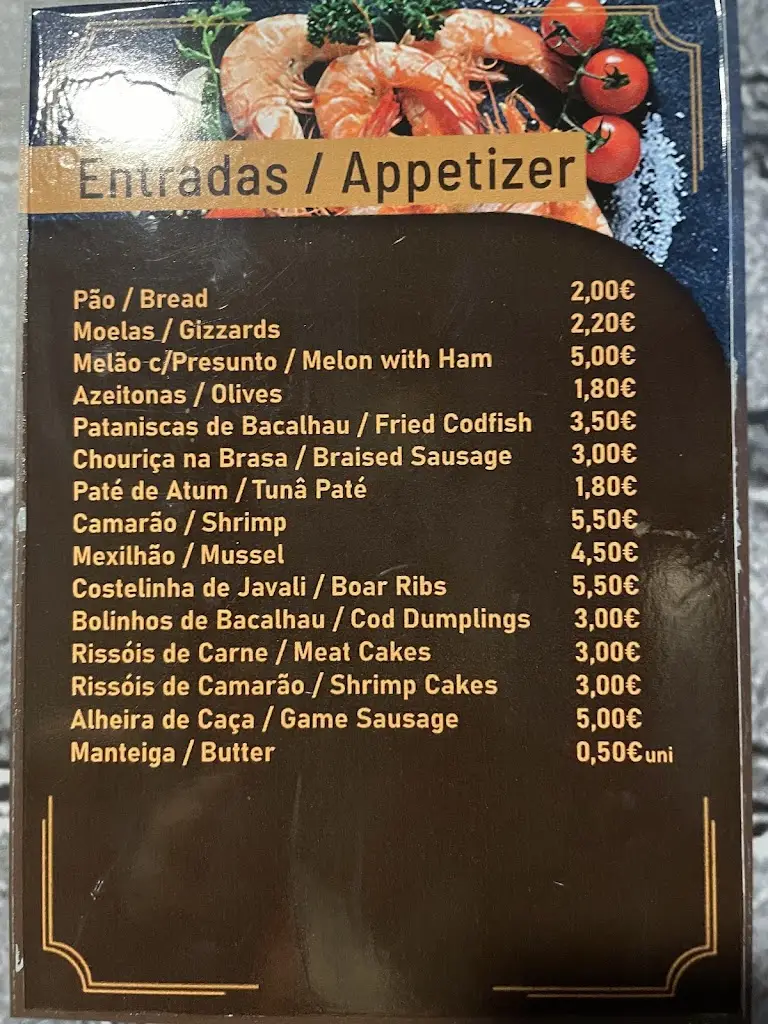 Entradas / Appetizer
Pão / Bread 2,00€
Moelas / Gizzards 2,20€
Melão c/Presunto / Melon with Ham 5,00€
Azeitonas / Olives 1,80€
Pataniscas de Bacalhau / Fried Codfish 3,50€
Chouriça na Brasa / Braised Sausage 3,00€
Paté de Atum / Tunâ Paté 1,80€
Camarão / Shrimp 5,50€
Mexilhão / Mussel 4,50€
Costelinha de Javali / Boar Ribs 5,50€
Bolinhos de Bacalhau / Cod Dumplings 3,00€
Rissóis de Carne / Meat Cakes 3,00€
Rissóis de Camarão / Shrimp Cakes 3,00€
Alheira de Caça / Game Sausage 5,00€
Manteiga / Butter 0,50€ uni